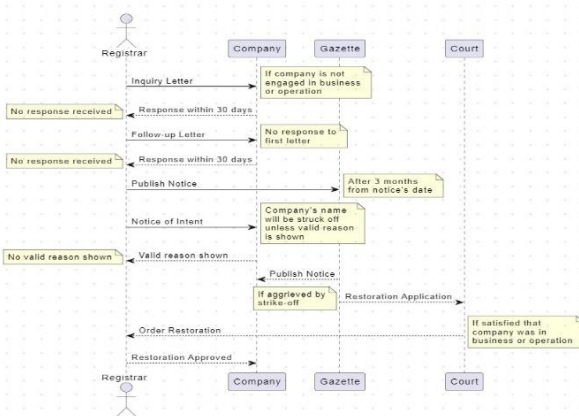 Registrar
Company
Gazette
Court
Inquiry Letter
If company is not
engaged in business
or operation
Response within 30 days
No response received
Follow-up Letter
No response to
first letter
Response within 30 days
No response received
Publish Notice
After 3 months
from notice's date
Notice of Intent
Company's name
will be struck off
unless valid reason
is shown
Valid reason shown
No valid reason shown
Publish Notice
If aggrieved by
strike-off
Restoration Application
If satisfied that
company was in
business or operation
Order Restoration
Restoration Approved
Registrar
Company
Gazette
Court